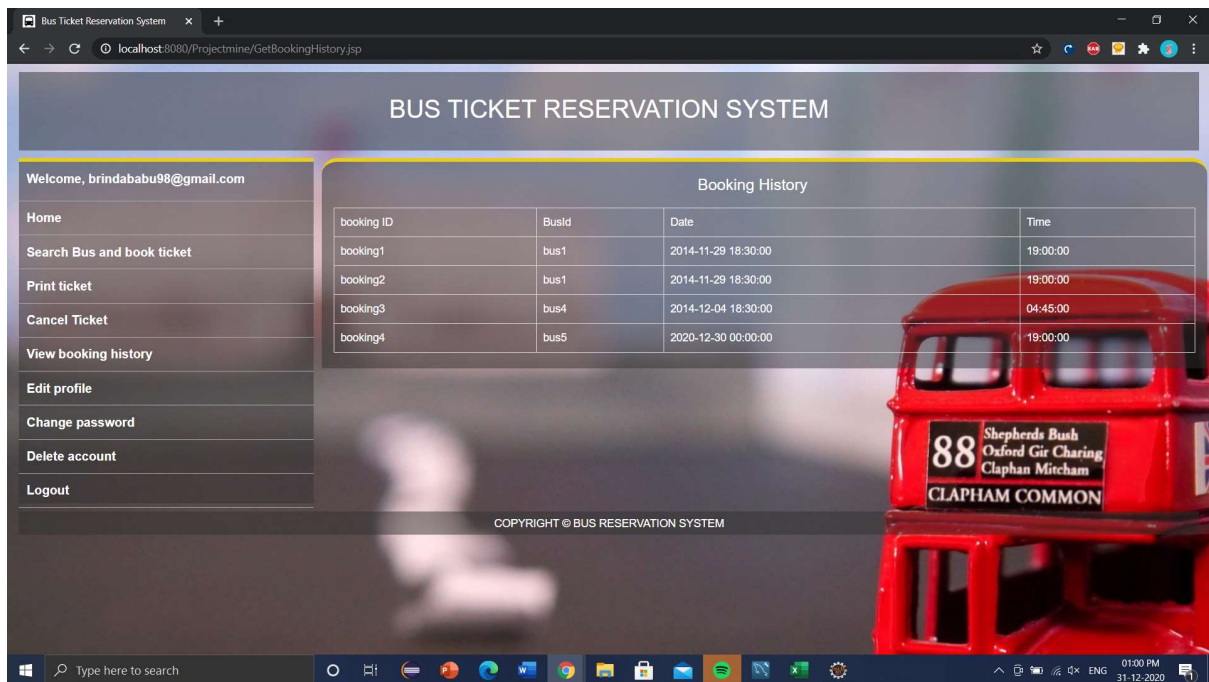 Bus Ticket Reservation System
localhost:8080/Projectmine/GetBookingHistory.jsp
BUS TICKET RESERVATION SYSTEM
Welcome, brindababu98@gmail.com
Home
Search Bus and book ticket
Print ticket
Cancel Ticket
View booking history
Edit profile
Change password
Delete account
Logout
Booking History
booking ID BusId Date Time
booking1 bus1 2014-11-29 18:30:00 19:00:00
booking2 bus1 2014-11-29 18:30:00 19:00:00
booking3 bus4 2014-12-04 18:30:00 04:45:00
booking4 bus5 2020-12-30 00:00:00 19:00:00
88
Shepherds Bush
Oxford Gir Charing
Claphan Mitcham
CLAPHAM COMMON
COPYRIGHT © BUS RESERVATION SYSTEM
Type here to search
ENG
01:00 PM
31-12-2020